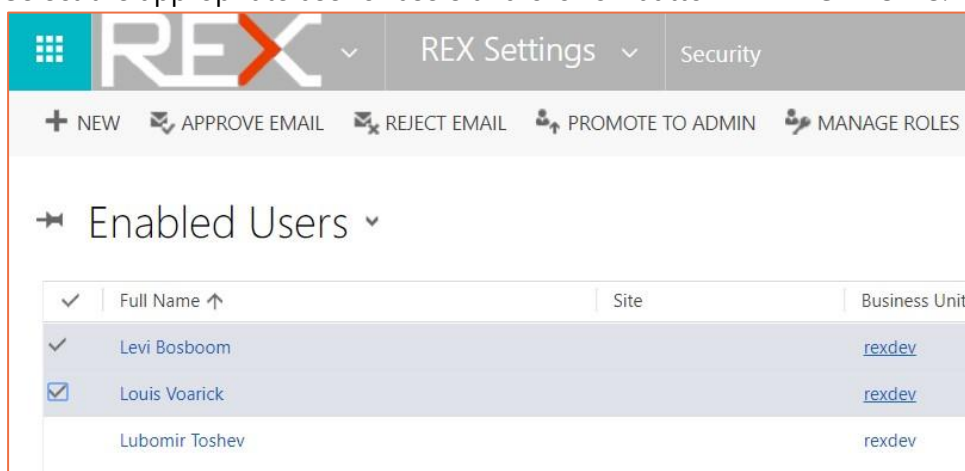 REX REX Settings Security
NEW APPROVE EMAIL REJECT EMAIL PROMOTE TO ADMIN MANAGE ROLES
Enabled Users
Full Name Site Business Unit
Levi Bosboom rexdev
Louis Voarick rexdev
Lubomir Toshev rexdev